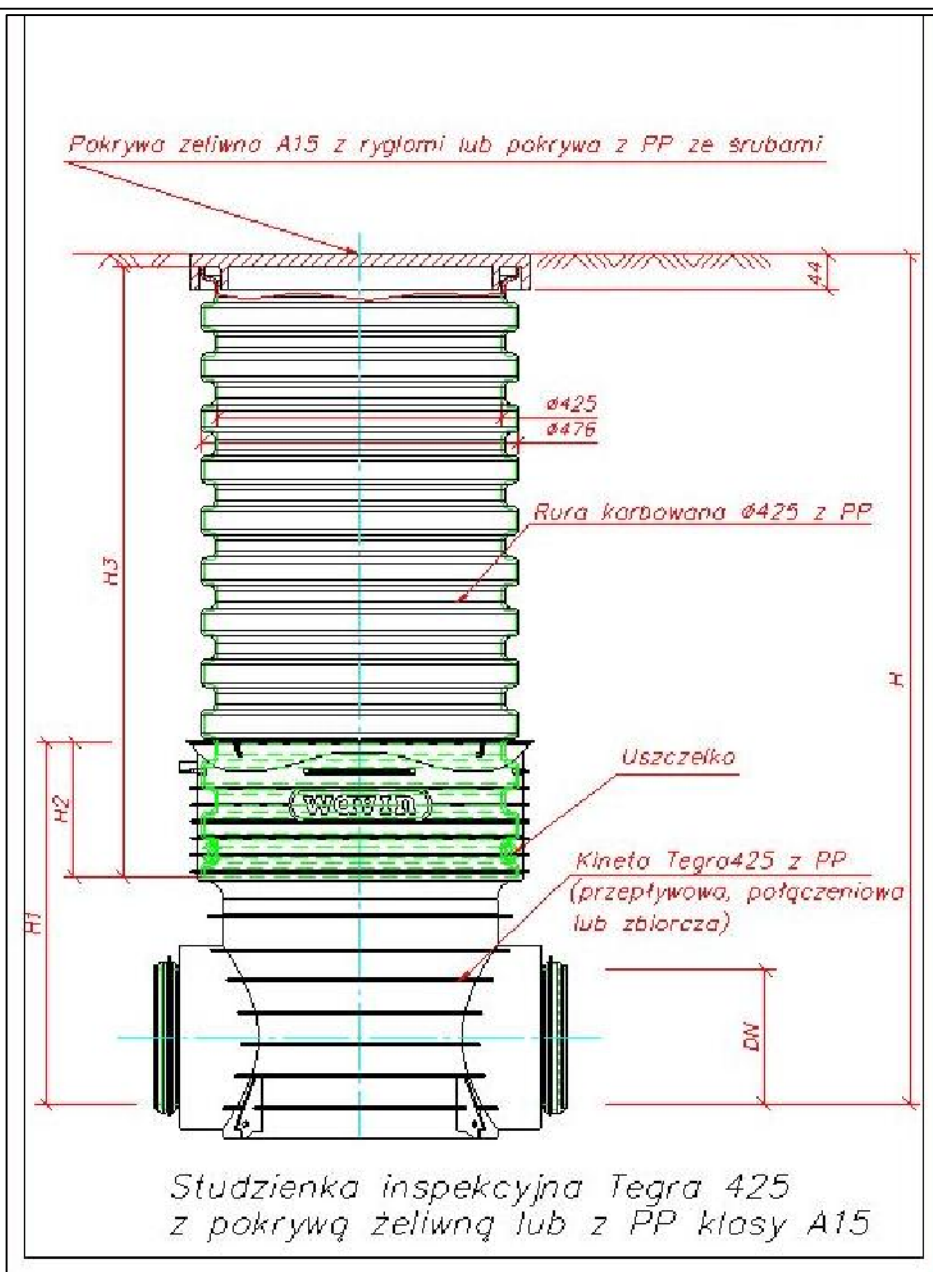 Pokrywa żeliwna A15 z ryglami lub pokrywa z PP ze śrubami
44
ø425
ø476
Rura karbowana ø425 z PP
H3
H
Uszczelka
H2
wavin
Kineta Tegra425 z PP
(przepływowa, połączeniowa
lub zbiorcza)
H1
DN
Studzienka inspekcyjna Tegra 425
z pokrywą żeliwną lub z PP klasy A15